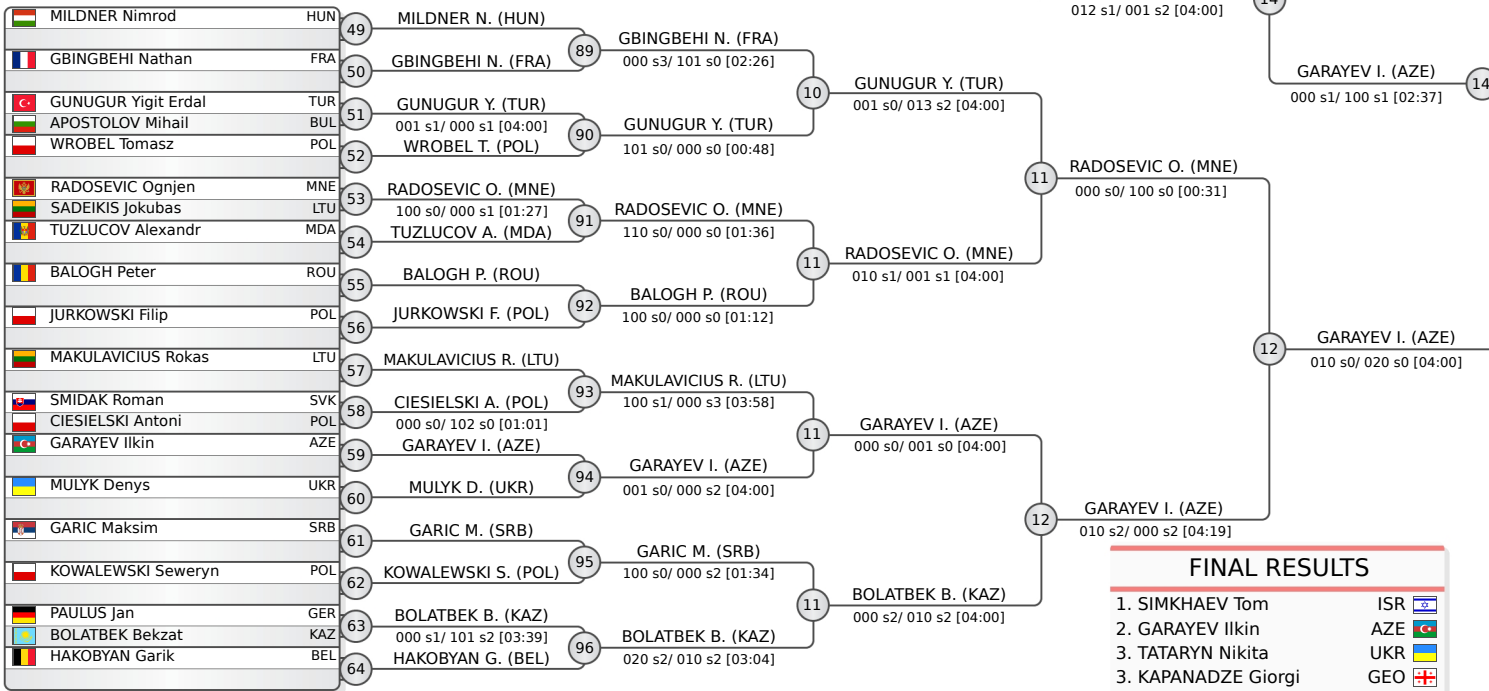 MILDNER Nimrod HUN
GBINGBEHI Nathan FRA
GUNUGUR Yigit Erdal TUR
APOSTOLOV Mihail BUL
WROBEL Tomasz POL
RADOSEVIC Ognjen MNE
SADEIKIS Jokubas LTU
TUZLUCOV Alexandr MDA
BALOGH Peter ROU
JURKOWSKI Filip POL
MAKULAVICIUS Rokas LTU
SMIDAK Roman SVK
CIESIELSKI Antoni POL
GARAYEV Ilkin AZE
MULYK Denys UKR
GARIC Maksim SRB
KOWALEWSKI Seweryn POL
PAULUS Jan GER
BOLATBEK Bekzat KAZ
HAKOBYAN Garik BEL
49
50
51
52
53
54
55
56
57
58
59
60
61
62
63
64
MILDNER N. (HUN)
GBINGBEHI N. (FRA)
GUNUGUR Y. (TUR)
001 s1/ 000 s1 [04:00]
WROBEL T. (POL)
RADOSEVIC O. (MNE)
100 s0/ 000 s1 [01:27]
TUZLUCOV A. (MDA)
BALOGH P. (ROU)
JURKOWSKI F. (POL)
MAKULAVICIUS R. (LTU)
CIESIELSKI A. (POL)
000 s0/ 102 s0 [01:01]
GARAYEV I. (AZE)
MULYK D. (UKR)
GARIC M. (SRB)
KOWALEWSKI S. (POL)
BOLATBEK B. (KAZ)
000 s1/ 101 s2 [03:39]
HAKOBYAN G. (BEL)
89
90
91
92
93
94
95
96
GBINGBEHI N. (FRA)
000 s3/ 101 s0 [02:26]
GUNUGUR Y. (TUR)
101 s0/ 000 s0 [00:48]
RADOSEVIC O. (MNE)
110 s0/ 000 s0 [01:36]
BALOGH P. (ROU)
100 s0/ 000 s0 [01:12]
MAKULAVICIUS R. (LTU)
100 s1/ 000 s3 [03:58]
GARAYEV I. (AZE)
001 s0/ 000 s2 [04:00]
GARIC M. (SRB)
100 s0/ 000 s2 [01:34]
BOLATBEK B. (KAZ)
020 s2/ 010 s2 [03:04]
10
11
11
11
GUNUGUR Y. (TUR)
001 s0/ 013 s2 [04:00]
RADOSEVIC O. (MNE)
010 s1/ 001 s1 [04:00]
GARAYEV I. (AZE)
000 s0/ 001 s0 [04:00]
BOLATBEK B. (KAZ)
000 s2/ 010 s2 [04:00]
11
12
RADOSEVIC O. (MNE)
000 s0/ 100 s0 [00:31]
GARAYEV I. (AZE)
010 s2/ 000 s2 [04:19]
012 s1/ 001 s2 [04:00]
14
GARAYEV I. (AZE)
000 s1/ 100 s1 [02:37]
14
12
GARAYEV I. (AZE)
010 s0/ 020 s0 [04:00]
FINAL RESULTS
1. SIMKHAEV Tom ISR
2. GARAYEV Ilkin AZE
3. TATARYN Nikita UKR
3. KAPANADZE Giorgi GEO